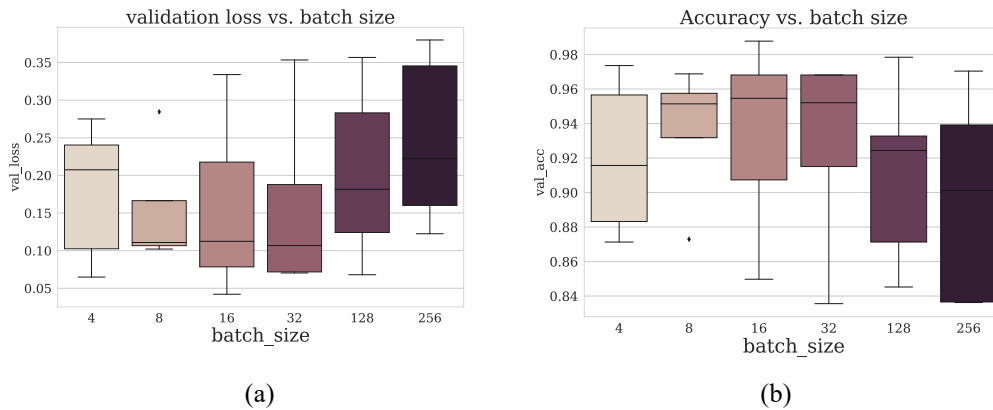 validation loss vs. batch size
val_loss
0.35
0.30
0.25
0.20
0.15
0.10
0.05
4 8 16 32 128 256
batch_size
(a)
Accuracy vs. batch size
val_acc
0.98
0.96
0.94
0.92
0.90
0.88
0.86
0.84
4 8 16 32 128 256
batch_size
(b)